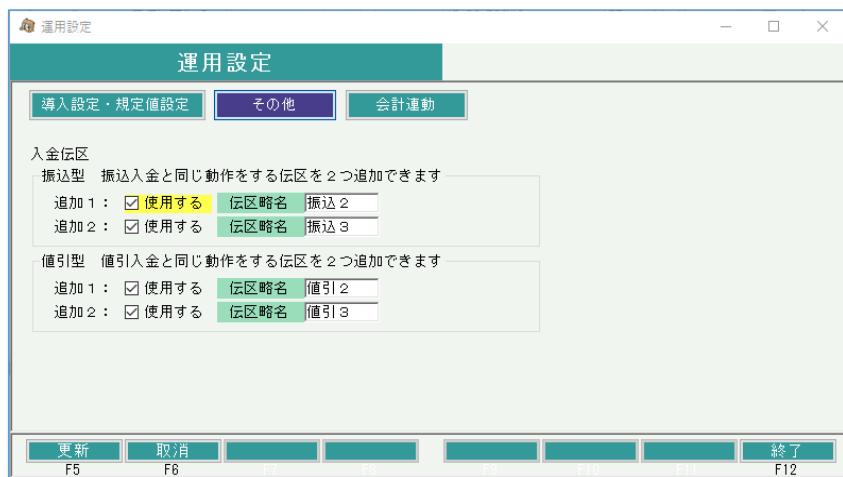 運用設定
運用設定
導入設定・規定値設定 その他 会計連動
入金伝区
振込型 振込入金と同じ動作をする伝区を２つ追加できます
追加１： 使用する 伝区略名 振込２
追加２： 使用する 伝区略名 振込３
値引型 値引入金と同じ動作をする伝区を２つ追加できます
追加１： 使用する 伝区略名 値引２
追加２： 使用する 伝区略名 値引３
更新 取消 終了
F5 F6 F7 F8 F9 F10 F11 F12